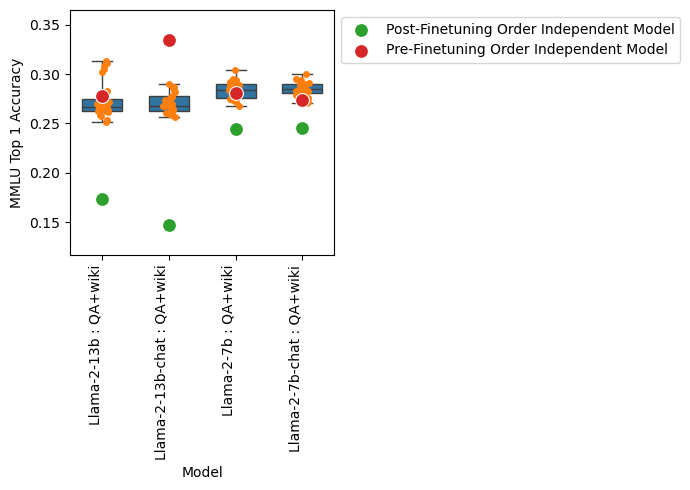 MMLU Top 1 Accuracy
0.35
0.30
0.25
0.20
0.15
Post-Finetuning Order Independent Model
Pre-Finetuning Order Independent Model
Llama-2-13b : QA+wiki
Llama-2-13b-chat : QA+wiki
Llama-2-7b : QA+wiki
Llama-2-7b-chat : QA+wiki
Model